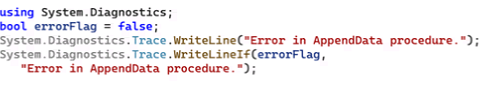 using System.Diagnostics;
bool errorFlag = false;
System.Diagnostics.Trace.WriteLine("Error in AppendData procedure.");
System.Diagnostics.Trace.WriteLineIf(errorFlag,
   "Error in AppendData procedure.");